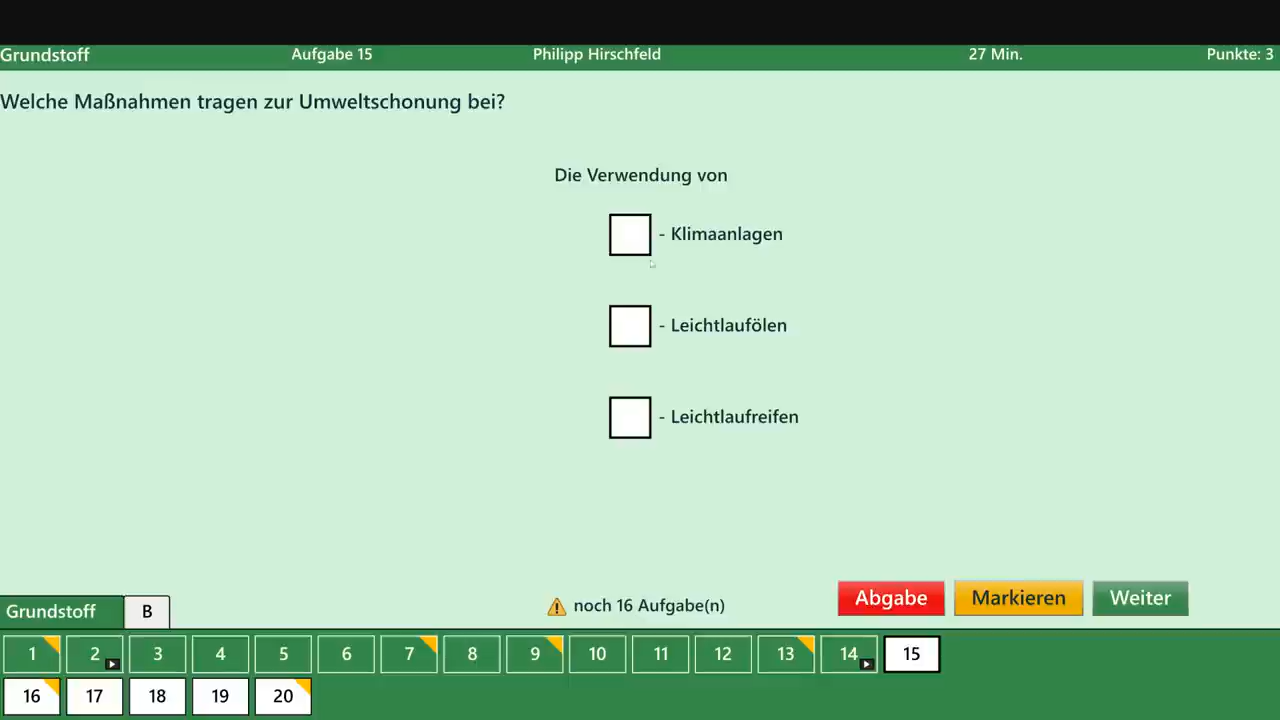 Grundstoff Aufgabe 15 Philipp Hirschfeld 27 Min. Punkte: 3
Welche Maßnahmen tragen zur Umweltschonung bei?
Die Verwendung von
- Klimaanlagen
- Leichtlaufölen
- Leichtlaufreifen
Grundstoff B noch 16 Aufgabe(n) Abgabe Markieren Weiter
1 2 3 4 5 6 7 8 9 10 11 12 13 14 15
16 17 18 19 20